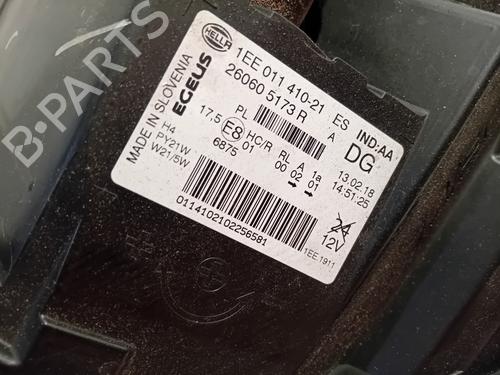 HELLA
1EE 011 410-21 ES IND:AA
26060 5173 R A DG
MADE IN SLOVENIA
EGEUS
PL
17,5 E8 HC/R RL A 1a 13.02.18
H4 01 00 02 01 14:51:25
PY21W 6875
W21/5W
24
12V
0114102102256581
1EE 1911
B-PARTS